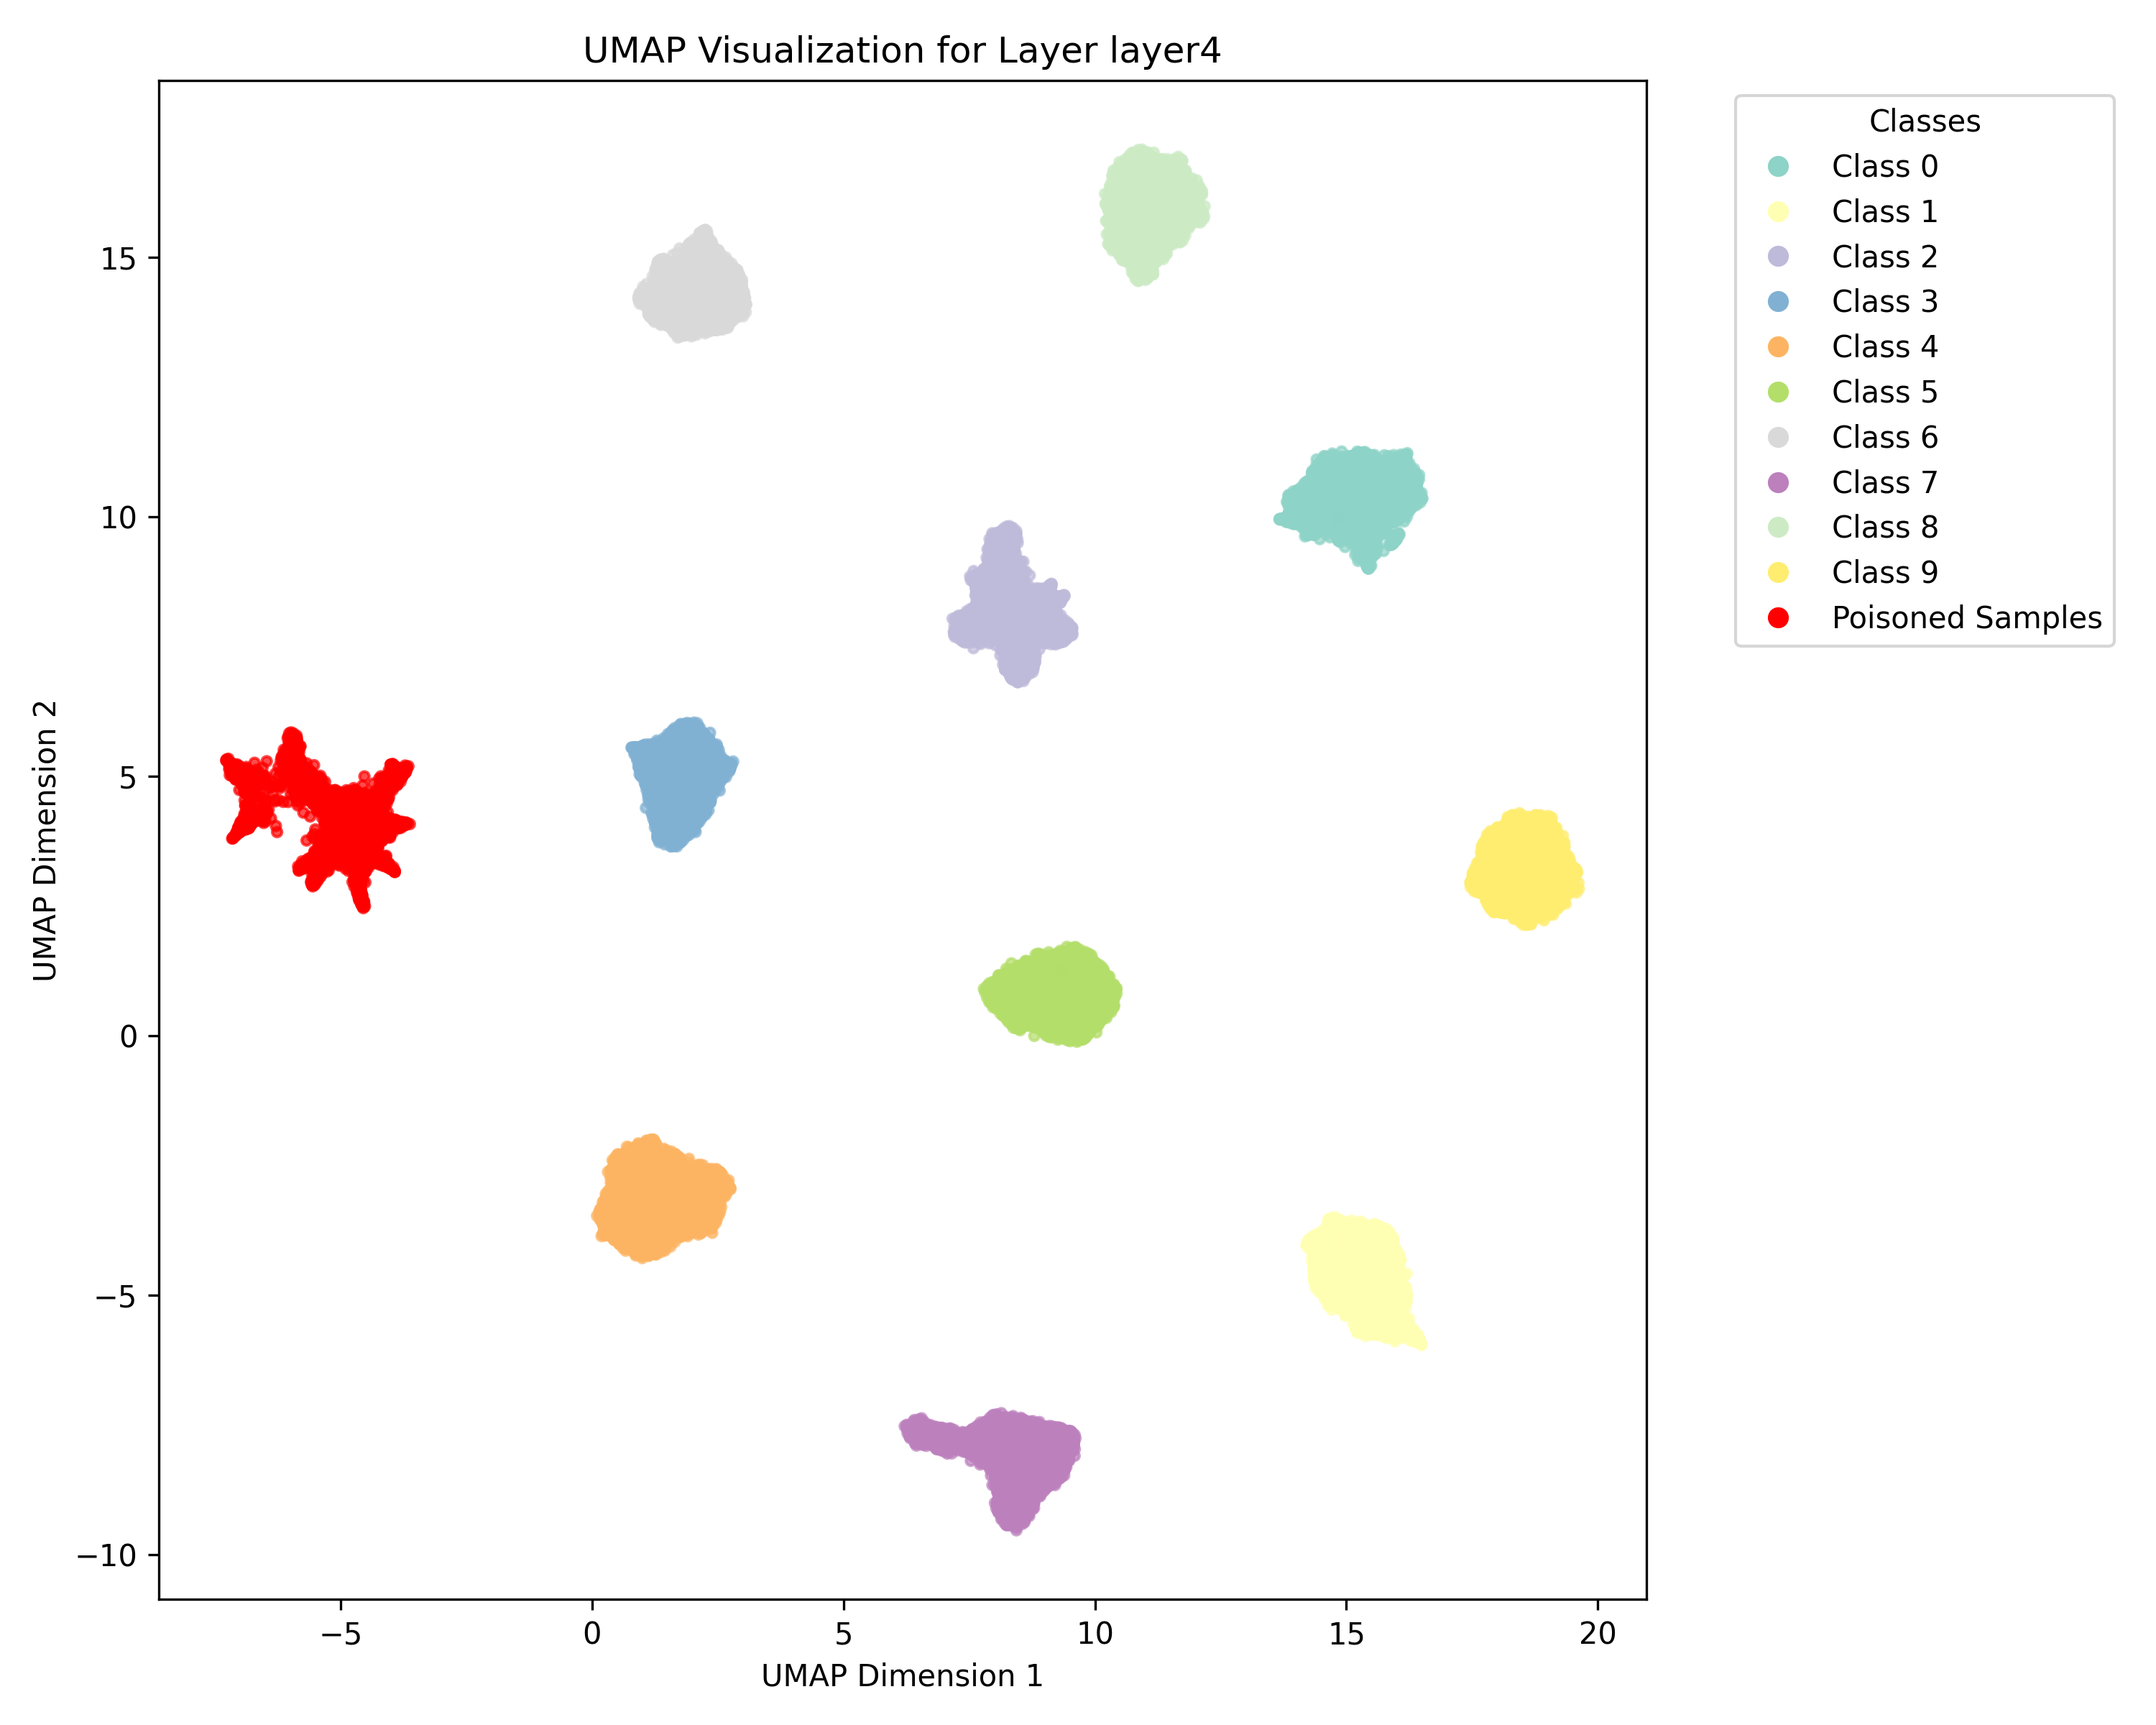 UMAP Visualization for Layer layer4
Classes
Class 0
Class 1
Class 2
Class 3
Class 4
Class 5
Class 6
Class 7
Class 8
Class 9
Poisoned Samples
15
10
5
0
−5
−10
UMAP Dimension 2
−5
0
5
10
15
20
UMAP Dimension 1